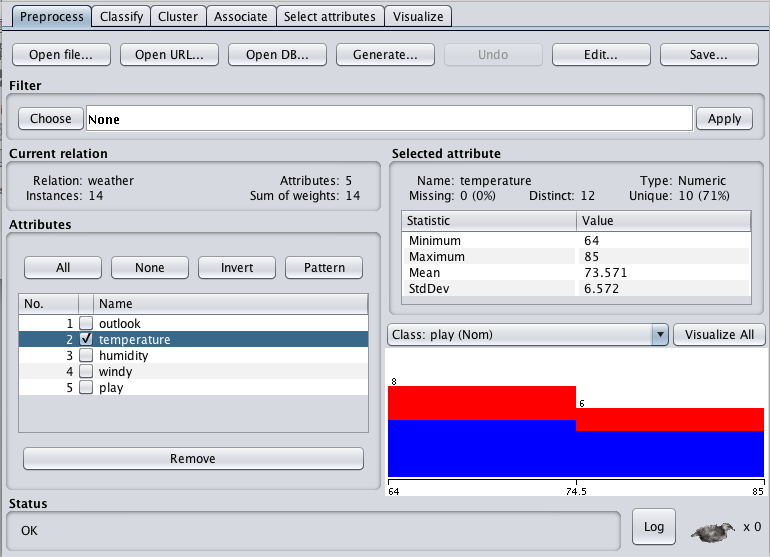 Preprocess Classify Cluster Associate Select attributes Visualize
Open file... Open URL... Open DB... Generate... Undo Edit... Save...
Filter
Choose None Apply
Current relation
Relation: weather Attributes: 5
Instances: 14 Sum of weights: 14
Selected attribute
Name: temperature Type: Numeric
Missing: 0 (0%) Distinct: 12 Unique: 10 (71%)
Statistic Value
Minimum 64
Maximum 85
Mean 73.571
StdDev 6.572
Attributes
All None Invert Pattern
No. Name
1 outlook
2 temperature
3 humidity
4 windy
5 play
Remove
Class: play (Nom) Visualize All
8
6
64 74.5 85
Status
OK
Log x 0